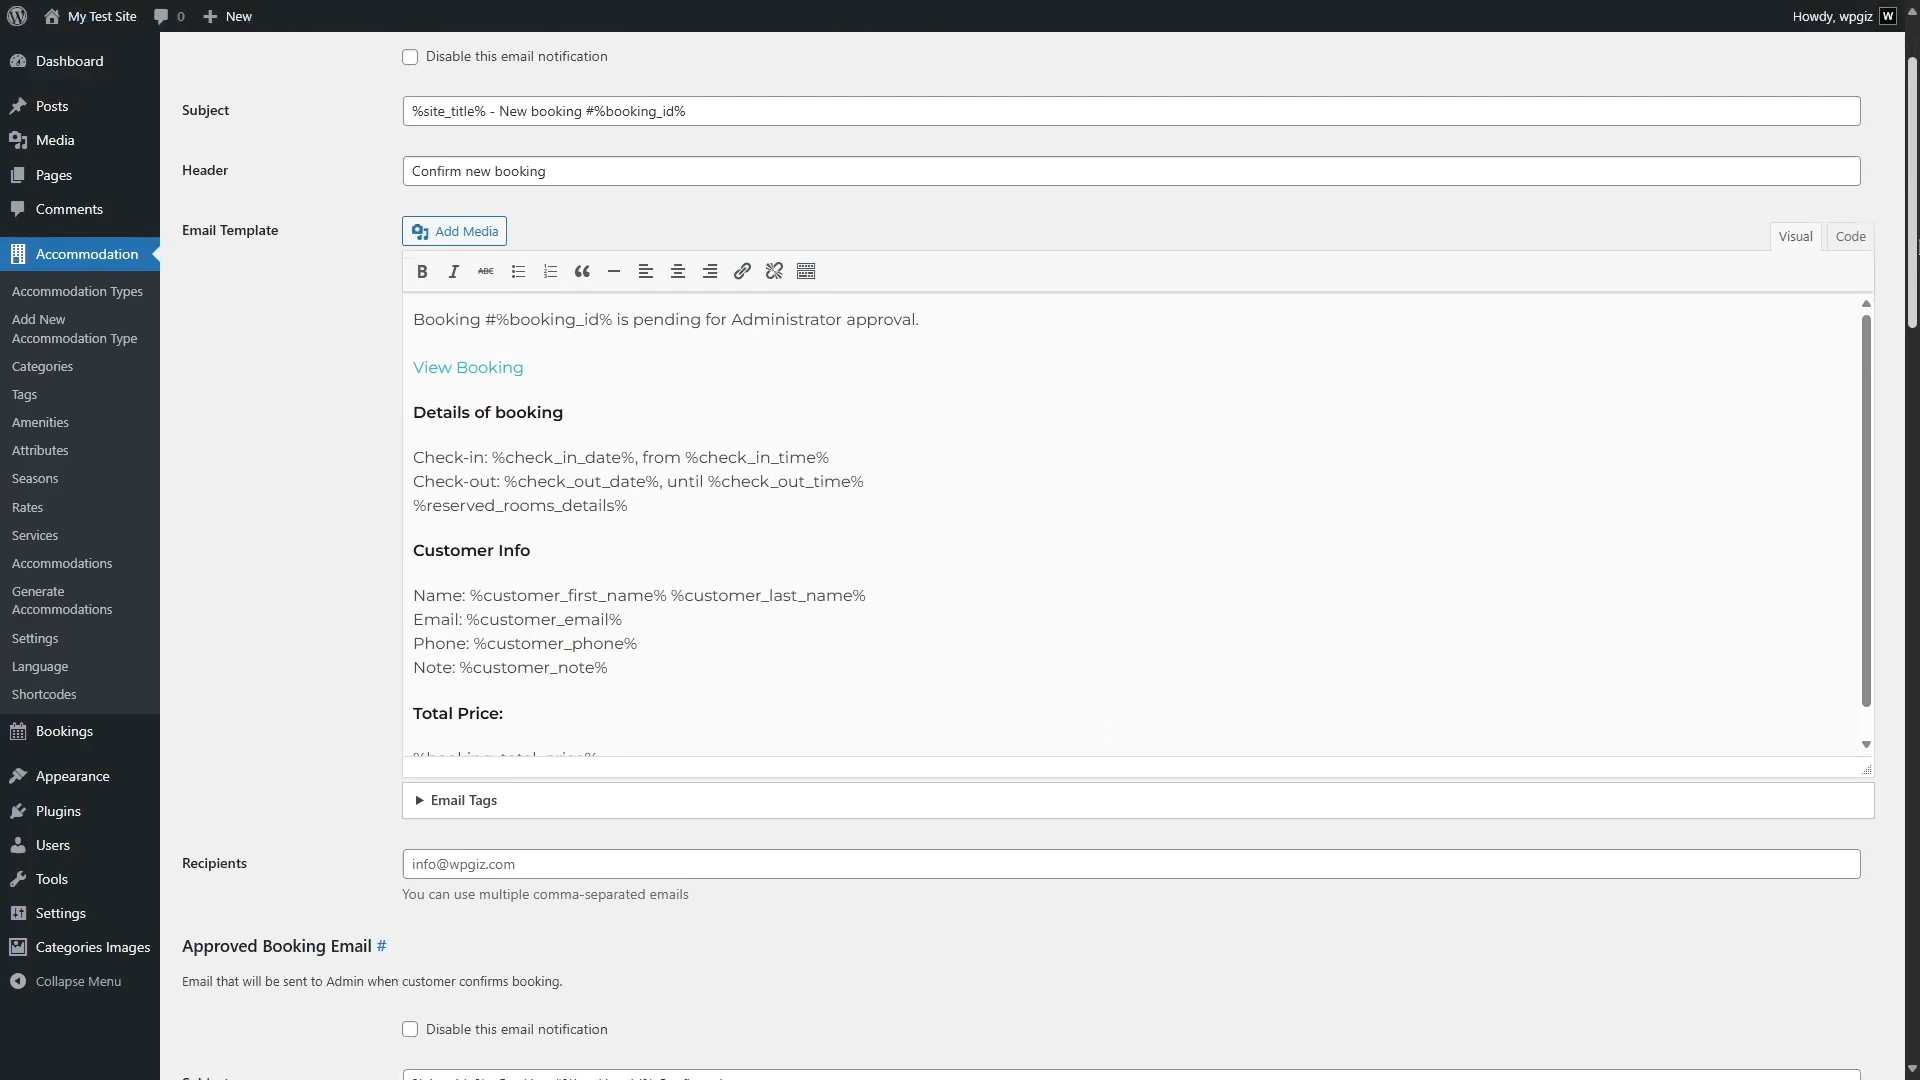 My Test Site
0
New
Howdy, wpgiz
W
Dashboard
Posts
Media
Pages
Comments
Accommodation
Accommodation Types
Add New
Accommodation Type
Categories
Tags
Amenities
Attributes
Seasons
Rates
Services
Accommodations
Generate
Accommodations
Settings
Language
Shortcodes
Bookings
Appearance
Plugins
Users
Tools
Settings
Categories Images
Collapse Menu
Disable this email notification
Subject
%site_title% - New booking #%booking_id%
Header
Confirm new booking
Email Template
Add Media
Visual
Code
B I ABC
Booking #%booking_id% is pending for Administrator approval.
View Booking
Details of booking
Check-in: %check_in_date%, from %check_in_time%
Check-out: %check_out_date%, until %check_out_time%
%reserved_rooms_details%
Customer Info
Name: %customer_first_name% %customer_last_name%
Email: %customer_email%
Phone: %customer_phone%
Note: %customer_note%
Total Price:
Email Tags
Recipients
info@wpgiz.com
You can use multiple comma-separated emails
Approved Booking Email #
Email that will be sent to Admin when customer confirms booking.
Disable this email notification